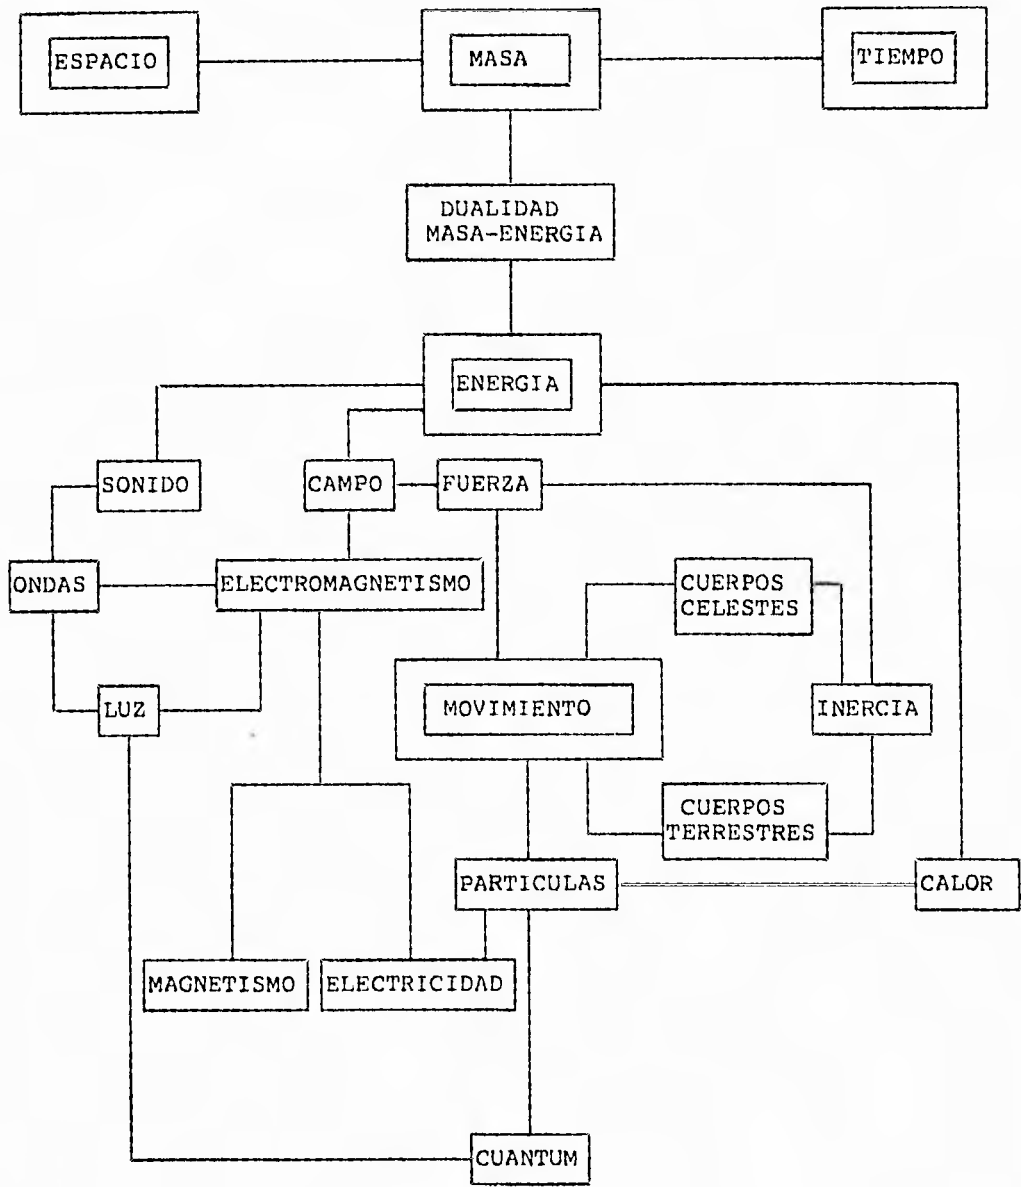 ESPACIO
MASA
TIEMPO
DUALIDAD
MASA-ENERGIA
ENERGIA
SONIDO
CAMPO
FUERZA
ONDAS
ELECTROMAGNETISMO
CUERPOS
CELESTES
LUZ
MOVIMIENTO
INERCIA
CUERPOS
TERRESTRES
PARTICULAS
CALOR
MAGNETISMO
ELECTRICIDAD
CUANTUM